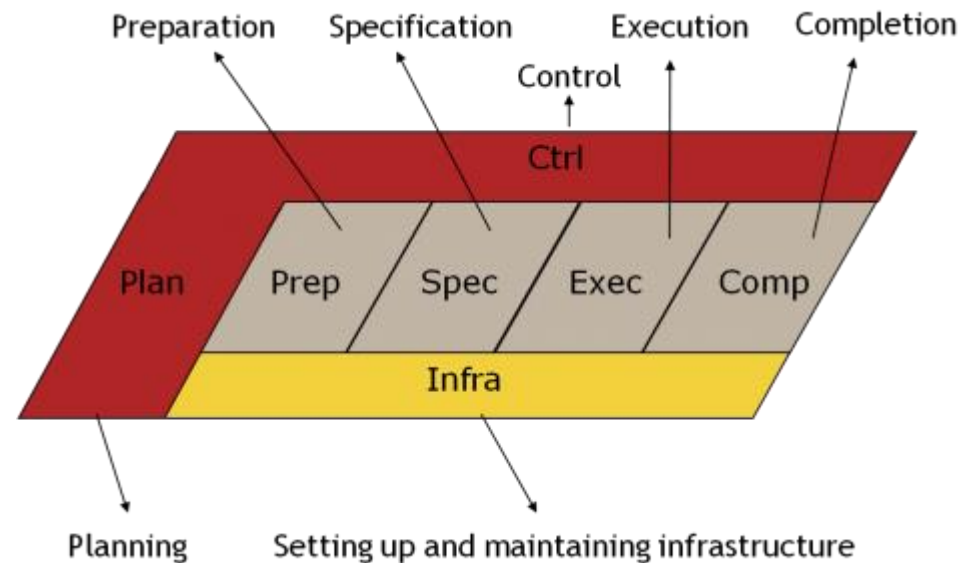 Preparation
Specification
Execution
Completion
Control
Ctrl
Plan
Prep
Spec
Exec
Comp
Infra
Planning
Setting up and maintaining infrastructure